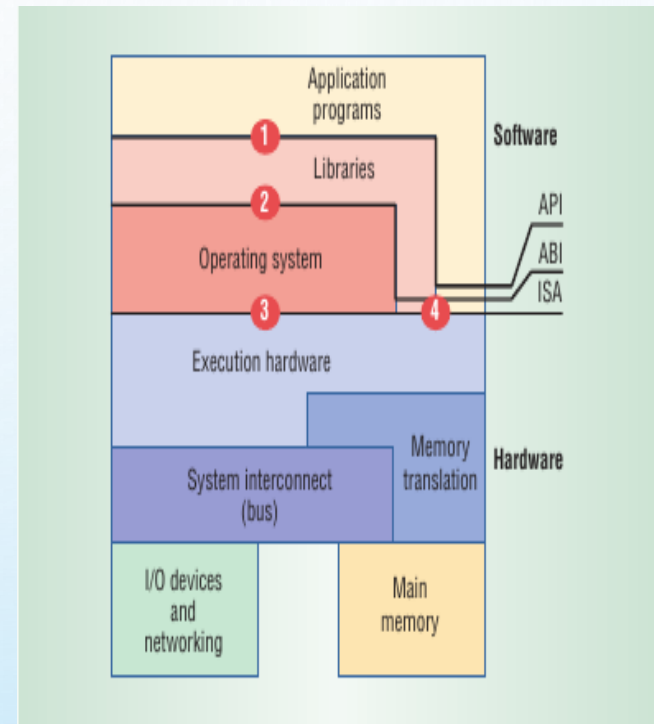 Application
programs
1
Software
Libraries
2
API
Operating system
ABI
ISA
3
4
Execution hardware
Memory
translation
Hardware
System interconnect
(bus)
I/O devices
and
networking
Main
memory